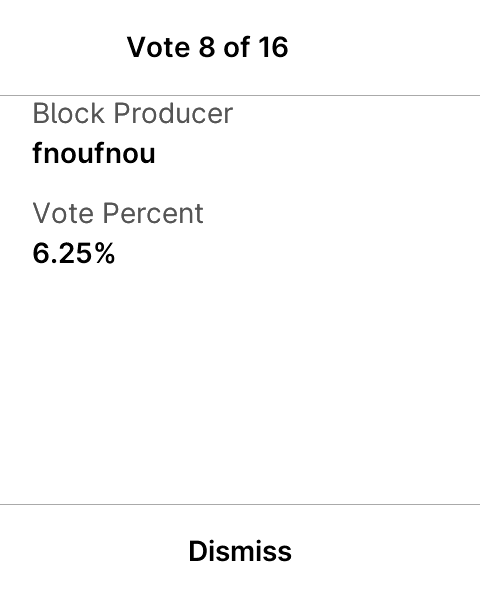 Vote 8 of 16
Block Producer
fnoufnou
Vote Percent
6.25%
Dismiss